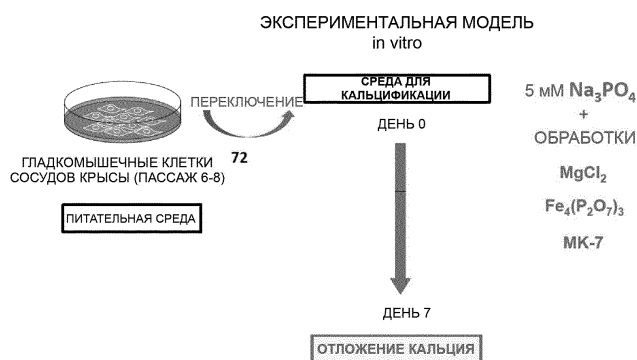 ЭКСПЕРИМЕНТАЛЬНАЯ МОДЕЛЬ
in vitro
СРЕДА ДЛЯ
КАЛЬЦИФИКАЦИИ
ПЕРЕКЛЮЧЕНИЕ
72
ДЕНЬ 0
ГЛАДКОМЫШЕЧНЫЕ КЛЕТКИ
СОСУДОВ КРЫСЫ (ПАССАЖ 6-8)
ПИТАТЕЛЬНАЯ СРЕДА
5 мМ Na₃PO₄
+
ОБРАБОТКИ
MgCl₂
Fe₄(P₂O₇)₃
MK-7
ДЕНЬ 7
ОТЛОЖЕНИЕ КАЛЬЦИЯ